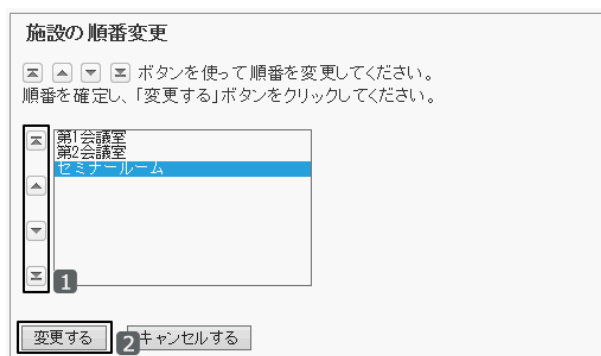 施設の順番変更
ボタンを使って順番を変更してください。
順番を確定し、「変更する」ボタンをクリックしてください。
第1会議室
第2会議室
セミナールーム
1
変更する 2 キャンセルする